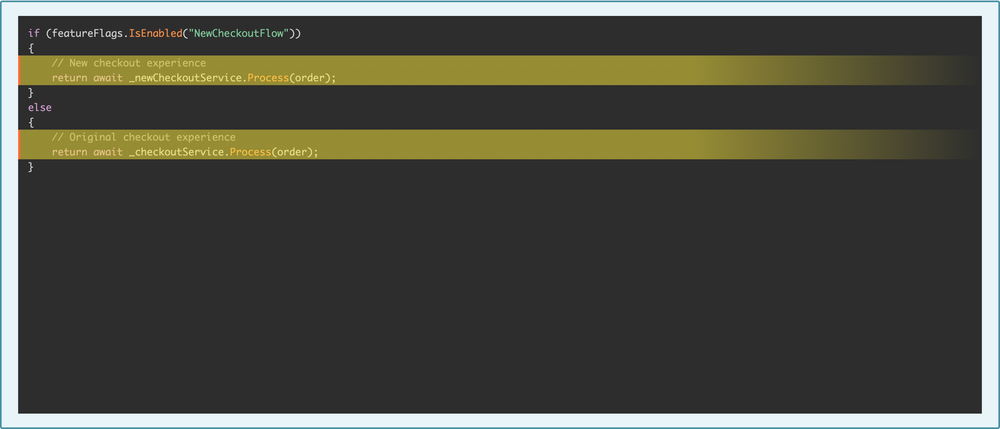 if (featureFlags.IsEnabled("NewCheckoutFlow"))
{
    // New checkout experience
    return await _newCheckoutService.Process(order);
}
else
{
    // Original checkout experience
    return await _checkoutService.Process(order);
}